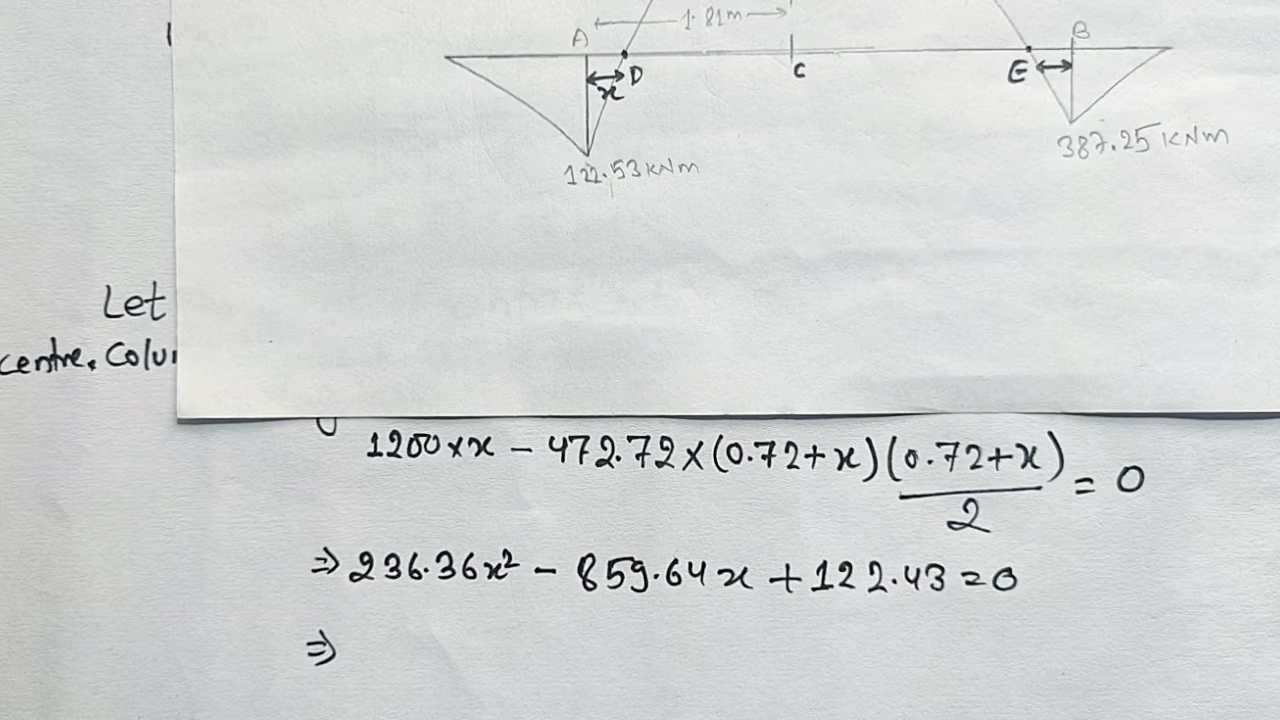 1.81m
A B
D C E
x
387.25 kNm
122.53 kNm
Let
centre. Colu
1200 × x − 472.72 × (0.72 + x) (0.72 + x)/2 = 0
⇒ 236.36x² − 859.64x + 122.43 = 0
⇒